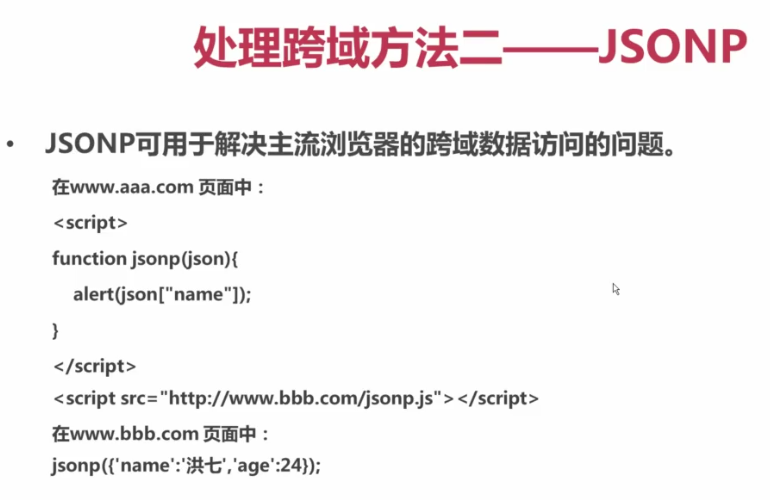 处理跨域方法二——JSONP
• JSONP可用于解决主流浏览器的跨域数据访问的问题。
在www.aaa.com 页面中：
<script>
function jsonp(json){
alert(json["name"]);
}
</script>
<script src="http://www.bbb.com/jsonp.js"></script>
在www.bbb.com 页面中：
jsonp({'name':'洪七','age':24});